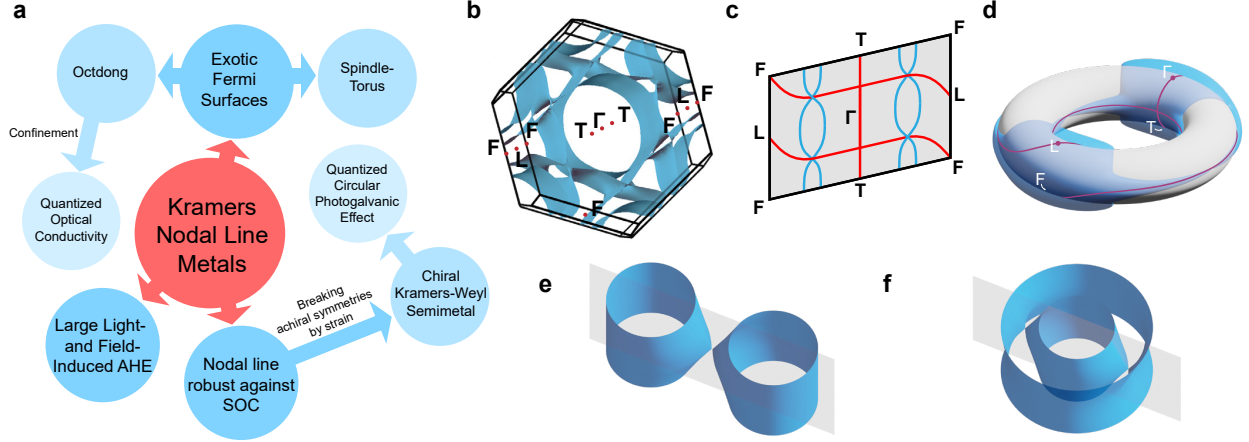 a
Octdong
Exotic
Fermi
Surfaces
Spindle-
Torus
Confinement
Quantized
Optical
Conductivity
Kramers
Nodal Line
Metals
Quantized
Circular
Photogalvanic
Effect
Chiral
Kramers-Weyl
Semimetal
Breaking
achiral symmetries
by strain
Large Light-
and Field-
Induced AHE
Nodal line
robust against
SOC
b
T Γ T
F L F
F L F
F
c
F
T
F
L
Γ
L
F
T
F
d
Γ
T
L
F
e
f